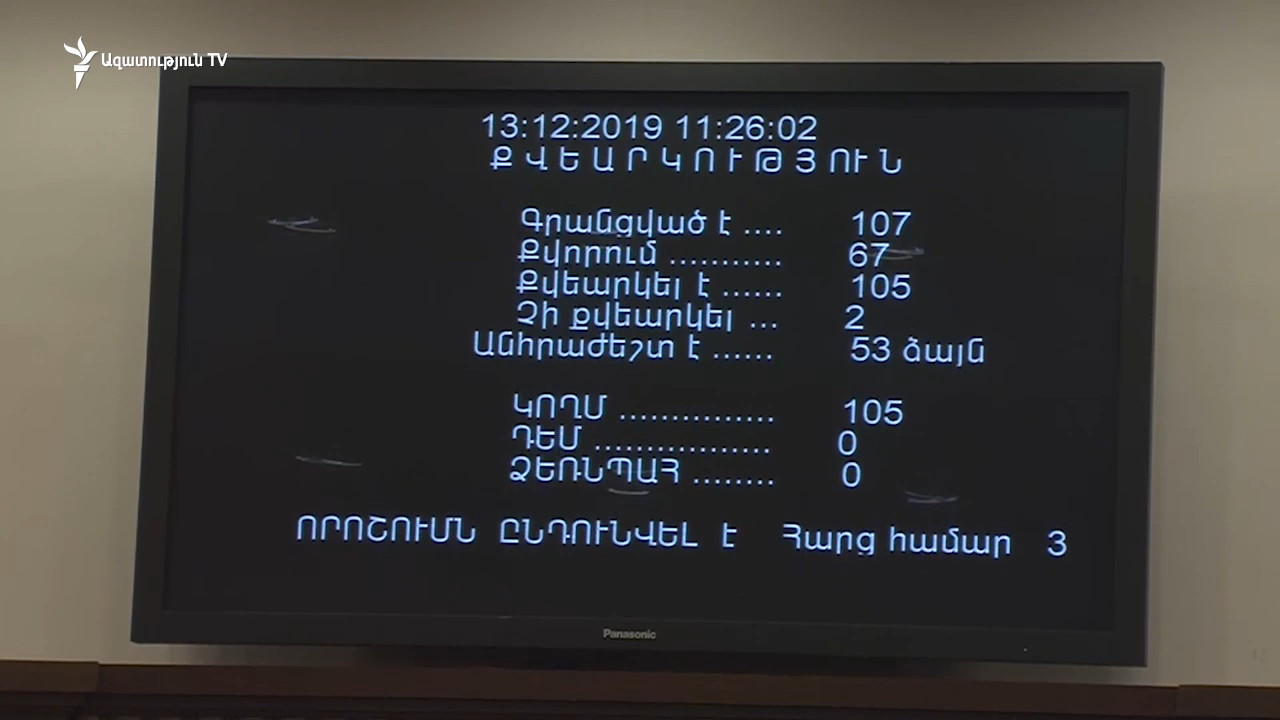 Ազատություն TV
13:12:2019 11:26:02
Ք Վ Ե Ա Ր Կ Ո Ւ Թ Յ ՈՒ Ն
Գրանցված է .... 107
Քվորում ........... 67
Քվեարկել է ...... 105
Չի քվեարկել ... 2
Անհրաժեշտ է ...... 53 ձայն
ԿՈՂՄ ............... 105
ԴԵՄ ................. 0
ՁԵՌՆՊԱՀ ........ 0
ՈՐՈՇՈՒՄՆ ԸՆԴՈՒՆՎԵԼ է Հարց համար 3
Panasonic